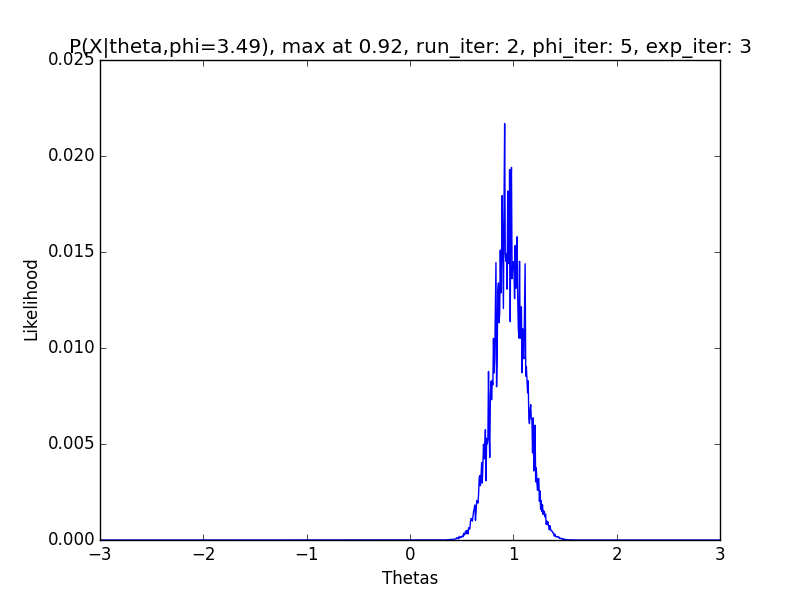 P(X|theta,phi=3.49), max at 0.92, run_iter: 2, phi_iter: 5, exp_iter: 3
0.025
0.020
0.015
0.010
0.005
0.000
Likelihood
−3 −2 −1 0 1 2 3
Thetas